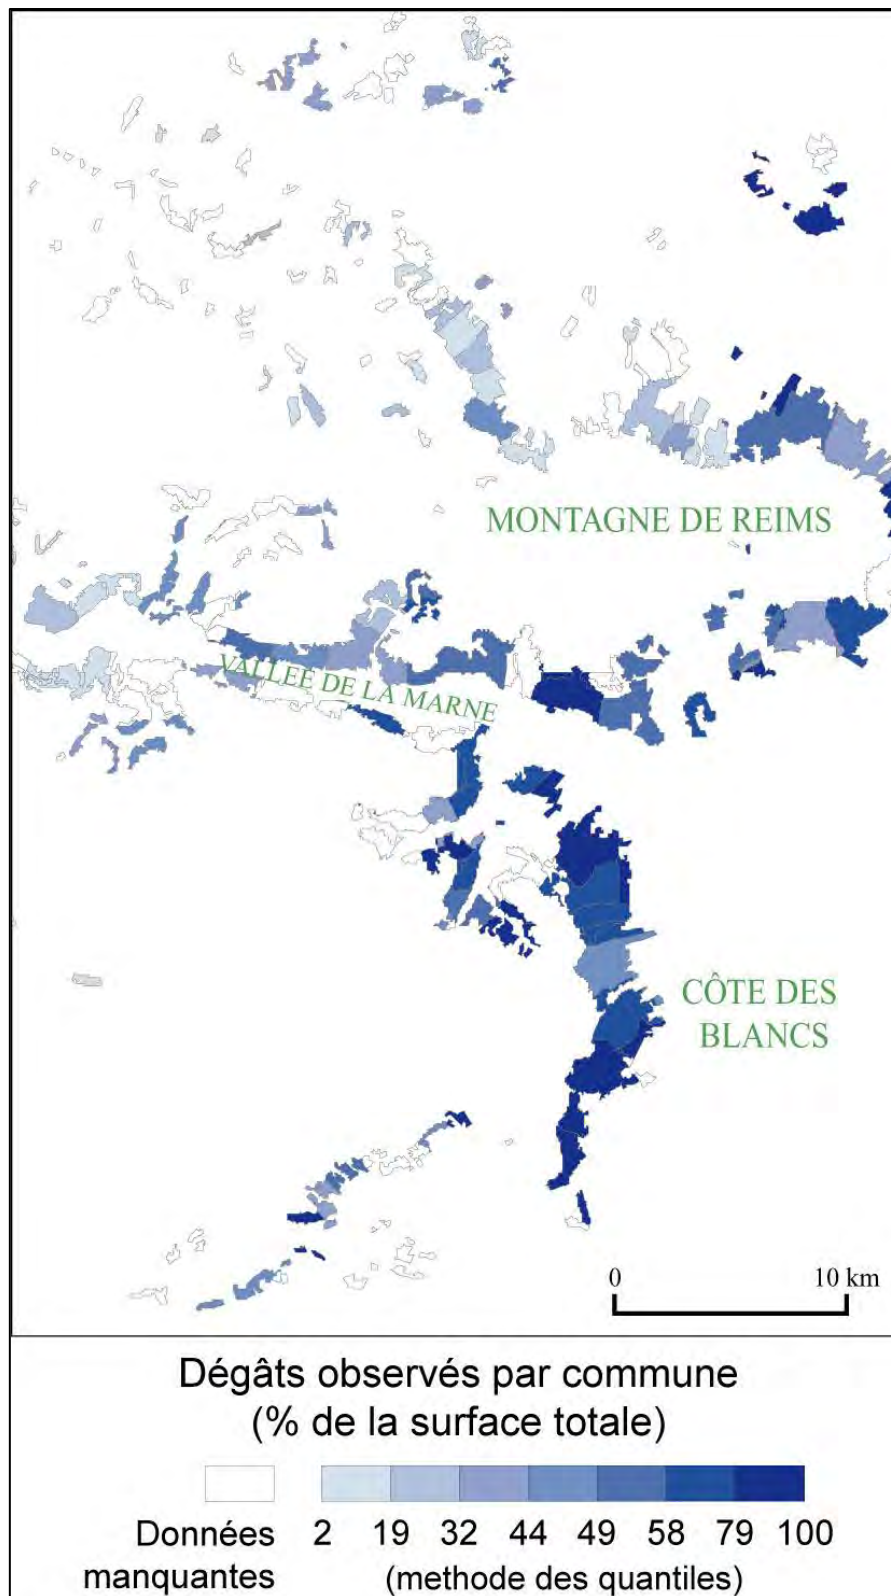 MONTAGNE DE REIMS
VALLEE DE LA MARNE
CÔTE DES
BLANCS
0 10 km
Dégâts observés par commune
(% de la surface totale)
Données
manquantes
2 19 32 44 49 58 79 100
(methode des quantiles)